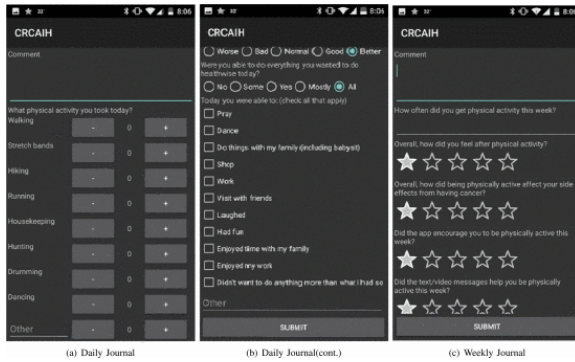 8:06
CRCAIH
Comment
What physical activity you took today?
Walking
- 0 +
Stretch bands
- 0 +
Hiking
- 0 +
Running
- 0 +
Housekeeping
- 0 +
Hunting
- 0 +
Drumming
- 0 +
Dancing
- 0 +
Other
- 0 +
(a) Daily Journal
8:06
CRCAIH
Worse Bad Normal Good Better
Were you able to do everything you wanted to do
healthwise today?
No Some Yes Mostly All
Today you were able to: (check all that apply)
Pray
Dance
Do things with my family (including babysit)
Shop
Work
Visit with friends
Laughed
Had fun
Enjoyed time with my family
Enjoyed my work
Didn't want to do anything more than what I had so
Other
SUBMIT
(b) Daily Journal(cont.)
8:06
CRCAIH
Comment
How often did you get physical activity this week?
Overall, how did you feel after physical activity?
Overall, how did being physically active affect your side
effects from having cancer?
Did the app encourage you to be physically active this
week?
Did the text/video messages help you be physically
active this week?
SUBMIT
(c) Weekly Journal